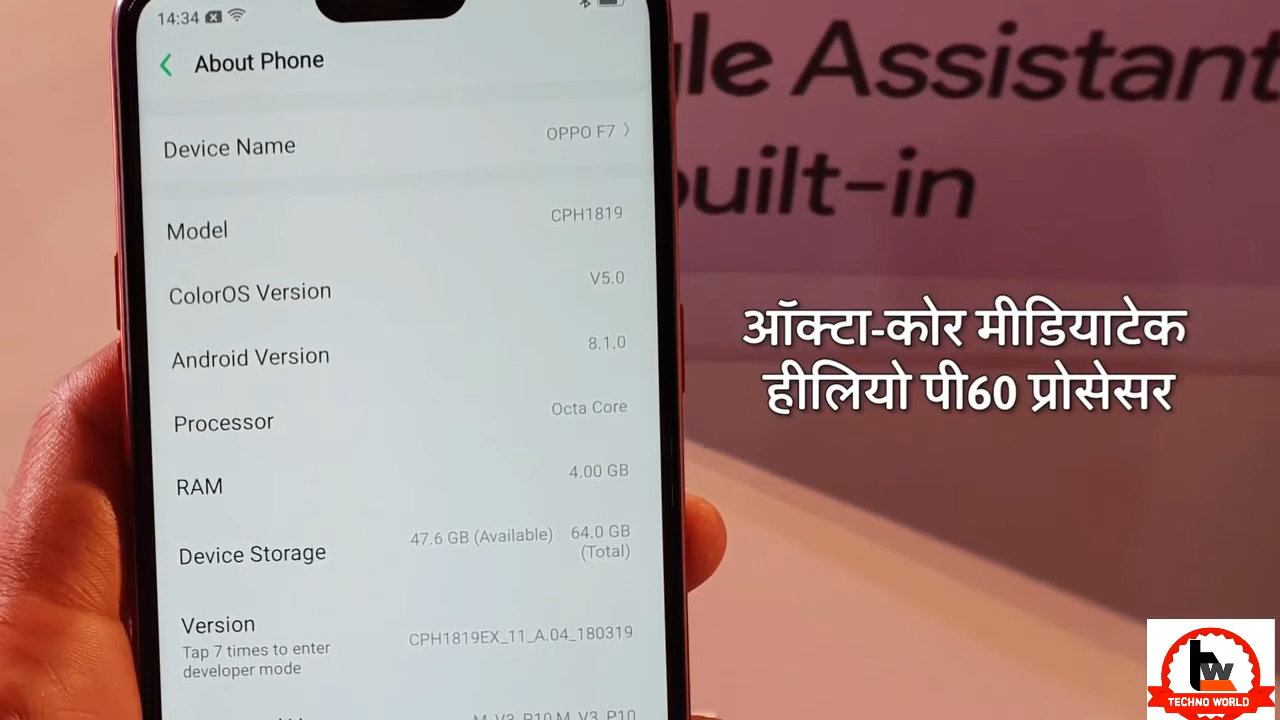 14:34
About Phone
Device Name
OPPO F7
Model
CPH1819
ColorOS Version
V5.0
Android Version
8.1.0
Processor
Octa Core
RAM
4.00 GB
Device Storage
47.6 GB (Available) 64.0 GB
(Total)
Version
Tap 7 times to enter
developer mode
CPH1819EX_11_A.04_180319
Assistant
built-in
ऑक्टा-कोर मीडियाटेक
हीलियो पी60 प्रोसेसर
tw
TECHNO WORLD